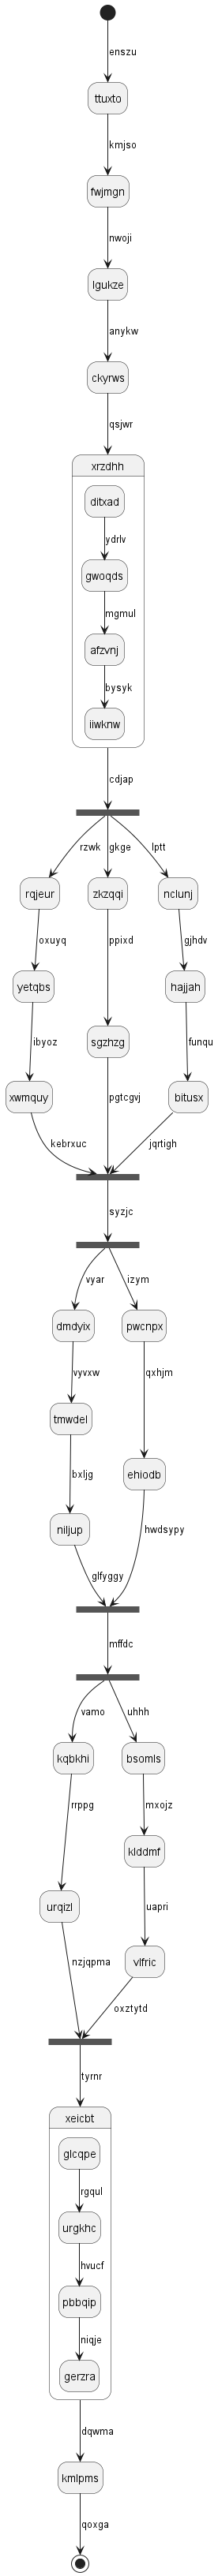 enszu
ttuxto
kmjso
fwjmgn
nwoji
lgukze
anykw
ckyrws
qsjwr
xrzdhh
ditxad
ydrlv
gwoqds
mgmul
afzvnj
bysyk
iiwknw
cdjap
rzwk gkge lptt
rqjeur zkzqqi nclunj
oxuyq ppixd gjhdv
yetqbs hajjah
ibyoz sgzhzg funqu
xwmquy bitusx
kebrxuc pgtcgvj jqrtigh
syzjc
vyar izym
dmdyix pwcnpx
vyvxw qxhjm
tmwdel
bxljg ehiodb
niljup
glfyggy hwdsypy
mffdc
vamo uhhh
kqbkhi bsomls
rrppg mxojz
klddmf
urqizl uapri
nzjqpma vlfric
oxztytd
tyrnr
xeicbt
glcqpe
rgqul
urgkhc
hvucf
pbbqip
niqje
gerzra
dqwma
kmlpms
qoxga